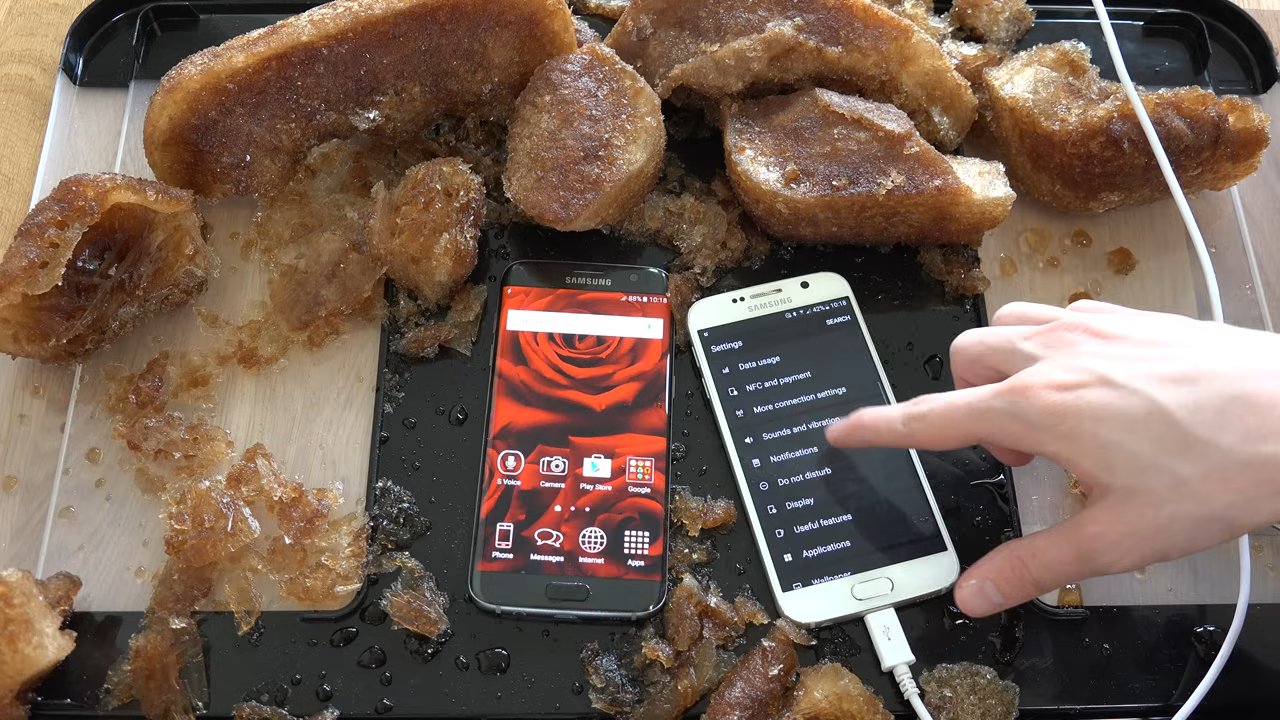 SAMSUNG
88% 10:18
S Voice
Camera
Play Store
Google
Phone
Messages
Internet
Apps
SAMSUNG
42% 10:18
SEARCH
Settings
Data usage
NFC and payment
More connection settings
Sounds and vibration
Notifications
Do not disturb
Display
Useful features
Applications
Wallpaper